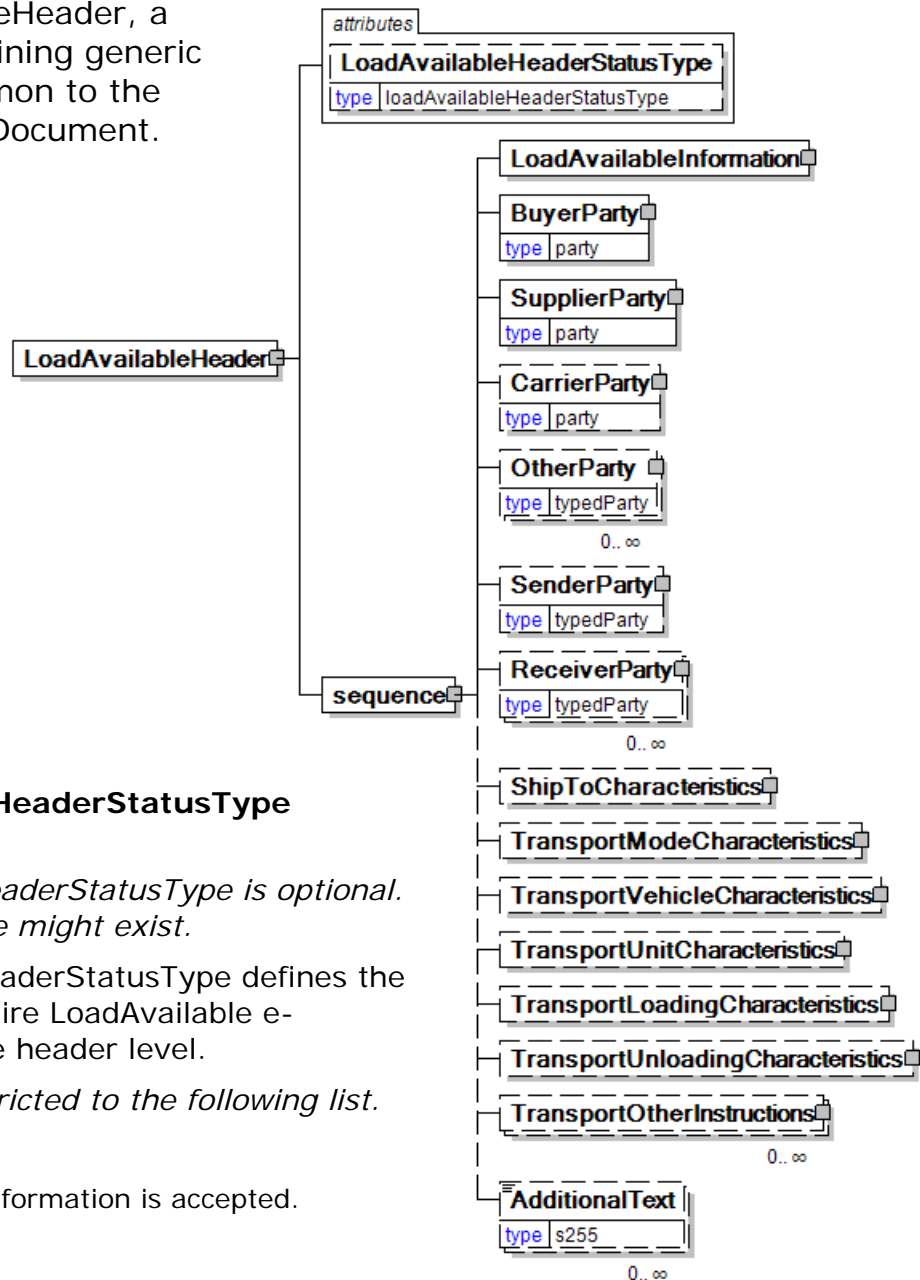 eHeader, a
ining generic
mon to the
Document.
attributes
LoadAvailableHeaderStatusType
type loadAvailableHeaderStatusType
LoadAvailableInformation
BuyerParty
type party
SupplierParty
type party
LoadAvailableHeader
CarrierParty
type party
OtherParty
type typedParty
0.. ∞
SenderParty
type typedParty
ReceiverParty
type typedParty
0.. ∞
sequence
ShipToCharacteristics
TransportModeCharacteristics
TransportVehicleCharacteristics
TransportUnitCharacteristics
TransportLoadingCharacteristics
TransportUnloadingCharacteristics
TransportOtherInstructions
0.. ∞
AdditionalText
type s255
0.. ∞
HeaderStatusType
eaderStatusType is optional.
e might exist.
aderStatusType defines the
ire LoadAvailable e-
e header level.
ricted to the following list.
formation is accepted.